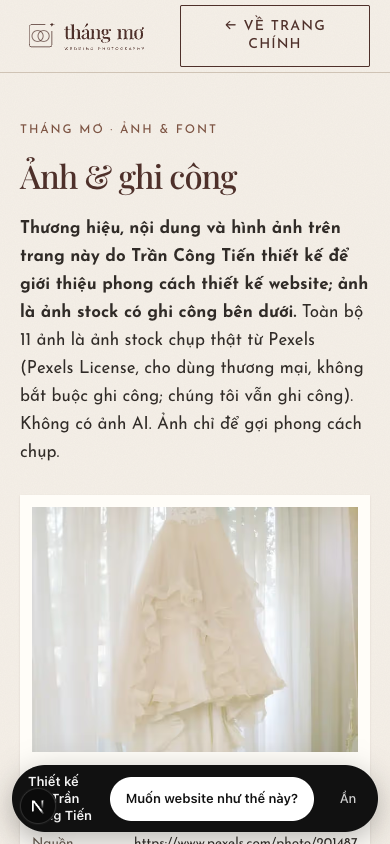 tháng mơ
WEDDING PHOTOGRAPHY
← VỀ TRANG
CHÍNH
THÁNG MƠ · ẢNH & FONT
Ảnh & ghi công
Thương hiệu, nội dung và hình ảnh trên
trang này do Trần Công Tiến thiết kế để
giới thiệu phong cách thiết kế website; ảnh
là ảnh stock có ghi công bên dưới. Toàn bộ
11 ảnh là ảnh stock chụp thật từ Pexels
(Pexels License, cho dùng thương mại, không
bắt buộc ghi công; chúng tôi vẫn ghi công).
Không có ảnh AI. Ảnh chỉ để gợi phong cách
chụp.
Thiết kế
Trần
Tiến
N
Muốn website như thế này?
Ẩn
Nguồn
https://www.pexels.com/photo/201487